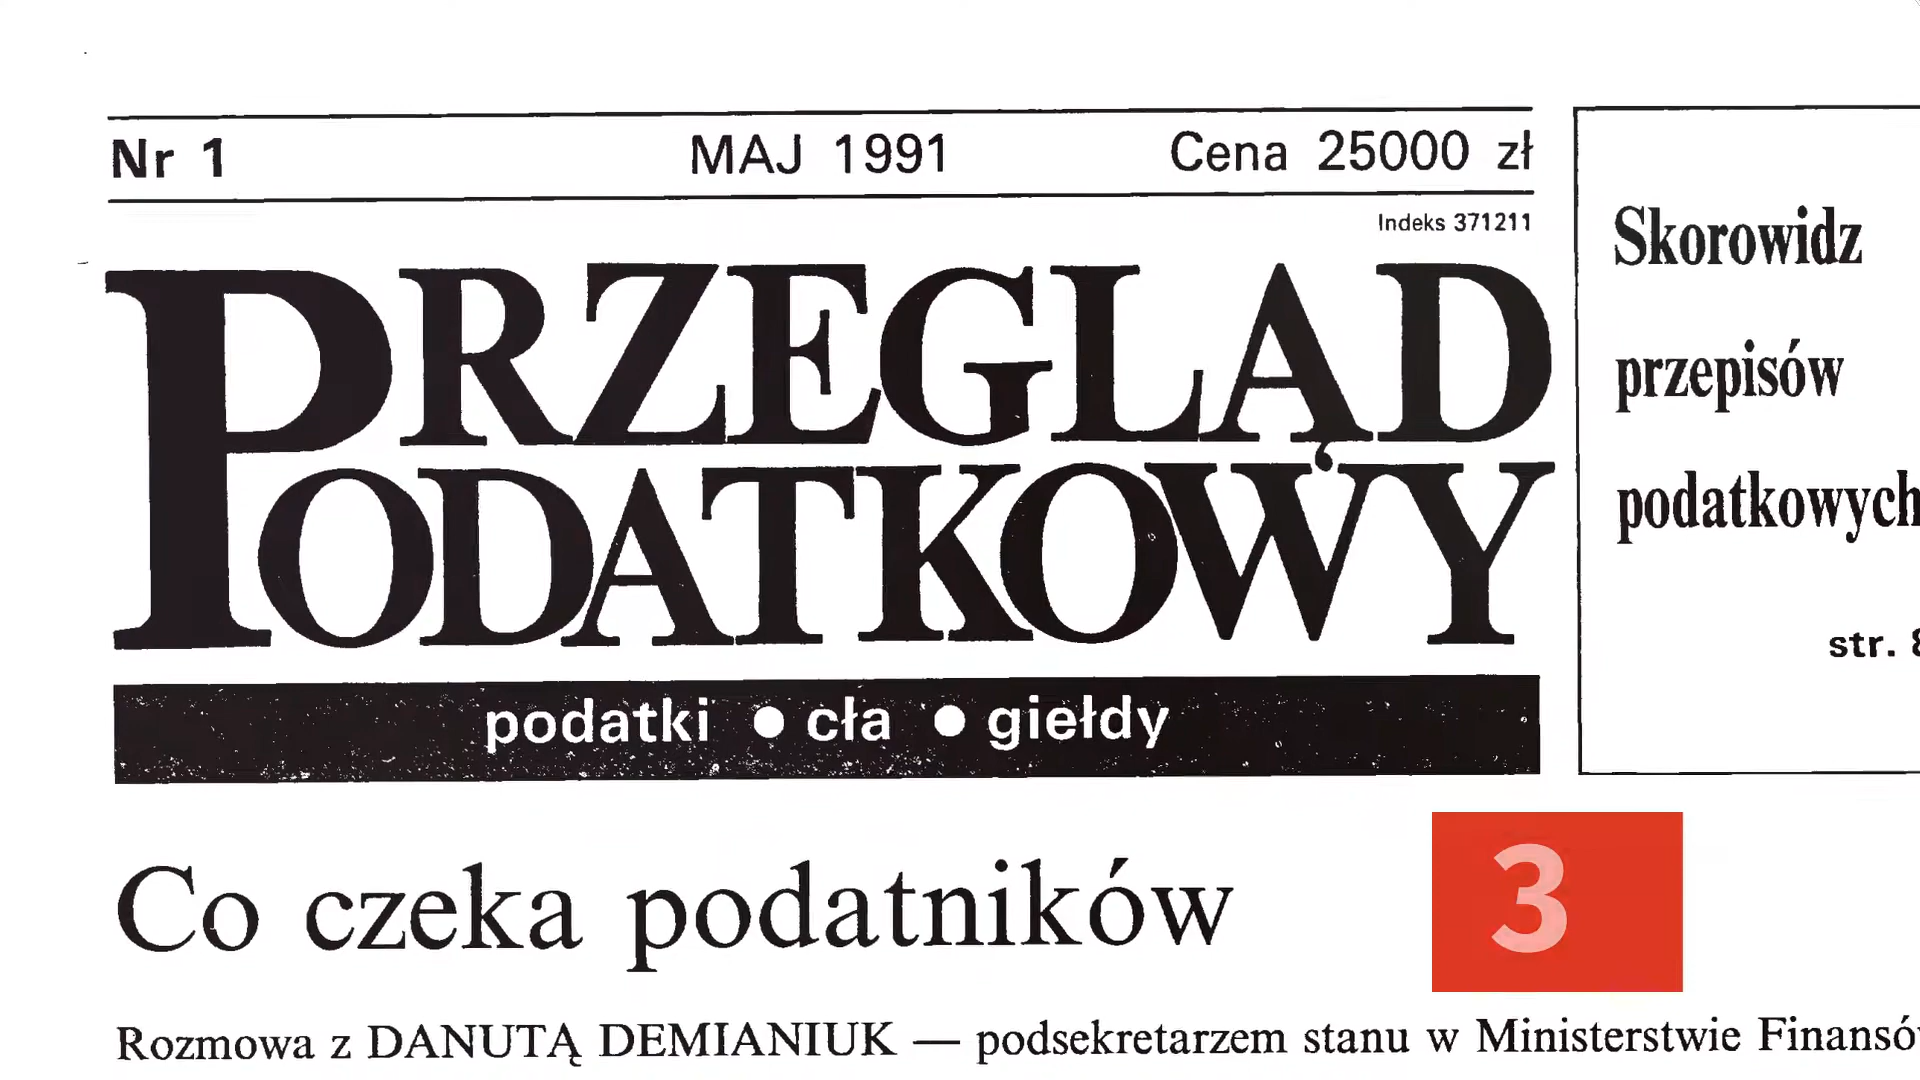 Nr 1 MAJ 1991 Cena 25000 zł
Indeks 371211
PRZEGLĄD
PODATKOWY
podatki • cła • giełdy
Skorowidz
przepisów
podatkowych
str.
Co czeka podatników
3
Rozmowa z DANUTĄ DEMIANIUK — podsekretarzem stanu w Ministerstwie